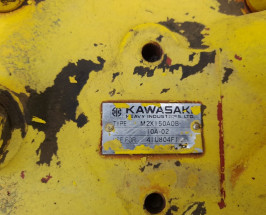 KAWASAKI
HEAVY INDUSTRIES, LTD.
TYPE M2X150A0B
10A-02